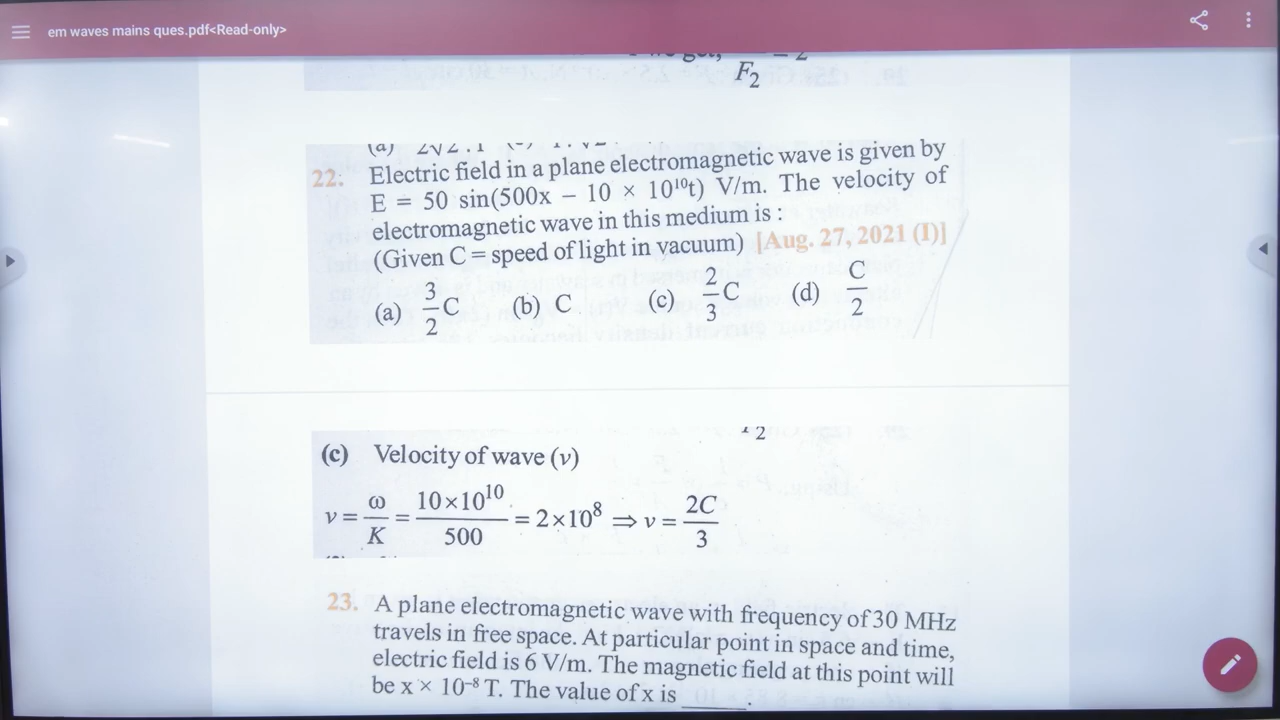 em waves mains ques.pdf<Read-only>
F₂
22. Electric field in a plane electromagnetic wave is given by
E = 50 sin(500x − 10 × 10¹⁰t) V/m. The velocity of
electromagnetic wave in this medium is :
(Given C = speed of light in vacuum) [Aug. 27, 2021 (I)]
(a) 3/2 C (b) C (c) 2/3 C (d) C/2
(c) Velocity of wave (v)
v = ω/K = 10×10¹⁰/500 = 2×10⁸ ⇒ v = 2C/3
23. A plane electromagnetic wave with frequency of 30 MHz
travels in free space. At particular point in space and time,
electric field is 6 V/m. The magnetic field at this point will
be x × 10⁻⁸ T. The value of x is ______.